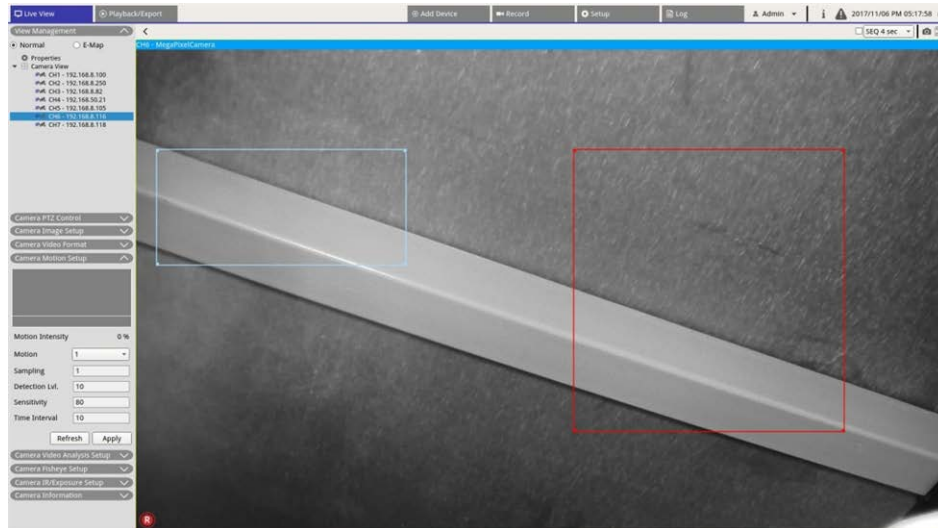 Live View
Playback/Export
Add Device
Record
Setup
Log
Admin
i
2017/11/06 PM 05:17:58
View Management
SEQ 4 sec
Normal
E-Map
CH6 - MegaPixelCamera
Properties
Camera View
CH1 - 192.168.8.100
CH2 - 192.168.8.250
CH3 - 192.168.8.82
CH4 - 192.168.50.21
CH5 - 192.168.8.105
CH6 - 192.168.8.116
CH7 - 192.168.8.118
Camera PTZ Control
Camera Image Setup
Camera Video Format
Camera Motion Setup
Motion Intensity 0 %
Motion 1
Sampling 1
Detection Lvl. 10
Sensitivity 80
Time Interval 10
Refresh Apply
Camera Video Analysis Setup
Camera Fisheye Setup
Camera IR/Exposure Setup
Camera Information
R